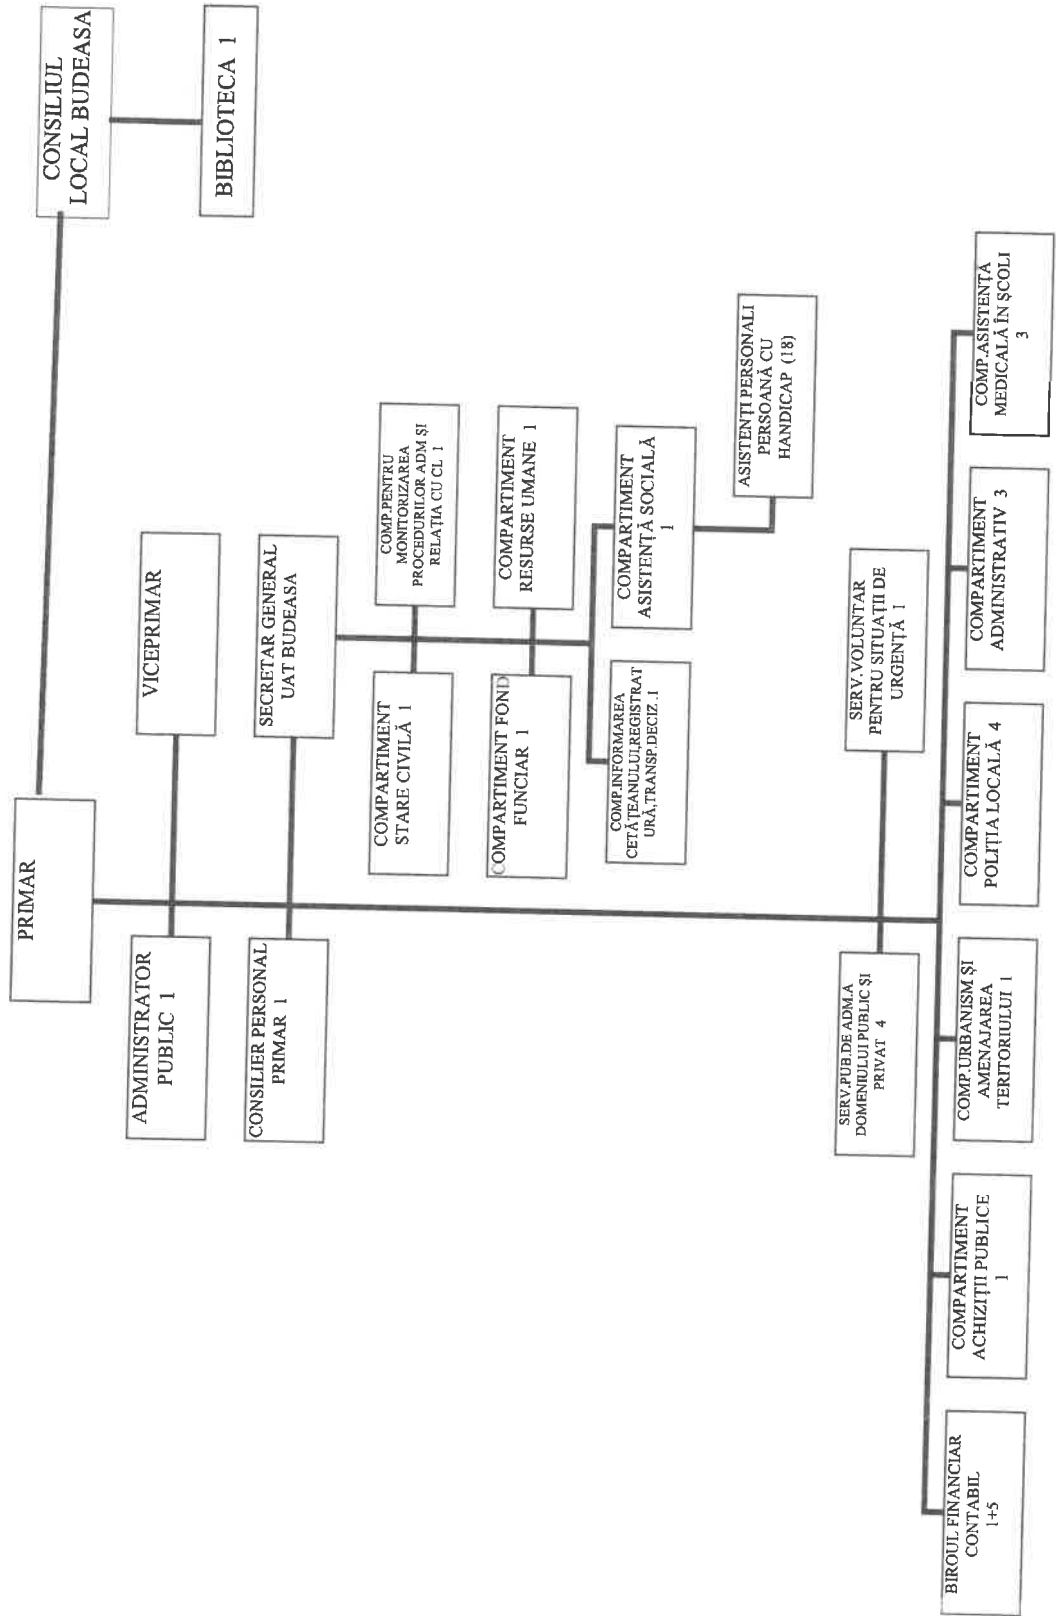 CONSILIUL
LOCAL BUDEASA
BIBLIOTECA 1
PRIMAR
VICEPRIMAR
ADMINISTRATOR
PUBLIC 1
SECRETAR GENERAL
UAT BUDEASA
CONSILIER PERSONAL
PRIMAR 1
COMP.PENTRU
MONITORIZAREA
PROCEDURILOR ADM ȘI
RELAȚIA CU CL 1
COMPARTIMENT
STARE CIVILĂ 1
COMPARTIMENT
RESURSE UMANE 1
COMPARTIMENT FOND
FUNCIAR 1
COMPARTIMENT
ASISTENȚĂ SOCIALĂ
1
COMP.INFORMAREA
CETĂȚEANULUI,REGISTRAT
URĂ,TRANSP.DECIZ.1
ASISTENȚI PERSONALI
PERSOANĂ CU
HANDICAP (18)
SERV.VOLUNTAR
PENTRU SITUAȚII DE
URGENȚĂ 1
SERV.PUB.DE ADM.A
DOMENIULUI PUBLIC ȘI
PRIVAT 4
BIROUL FINANCIAR
CONTABIL
1+5
COMPARTIMENT
ACHIZIȚII PUBLICE
1
COMP.URBANISM ȘI
AMENAJAREA
TERITORIULUI 1
COMPARTIMENT
POLIȚIA LOCALĂ 4
COMPARTIMENT
ADMINISTRATIV 3
COMP.ASISTENȚĂ
MEDICALĂ ÎN ȘCOLI
3